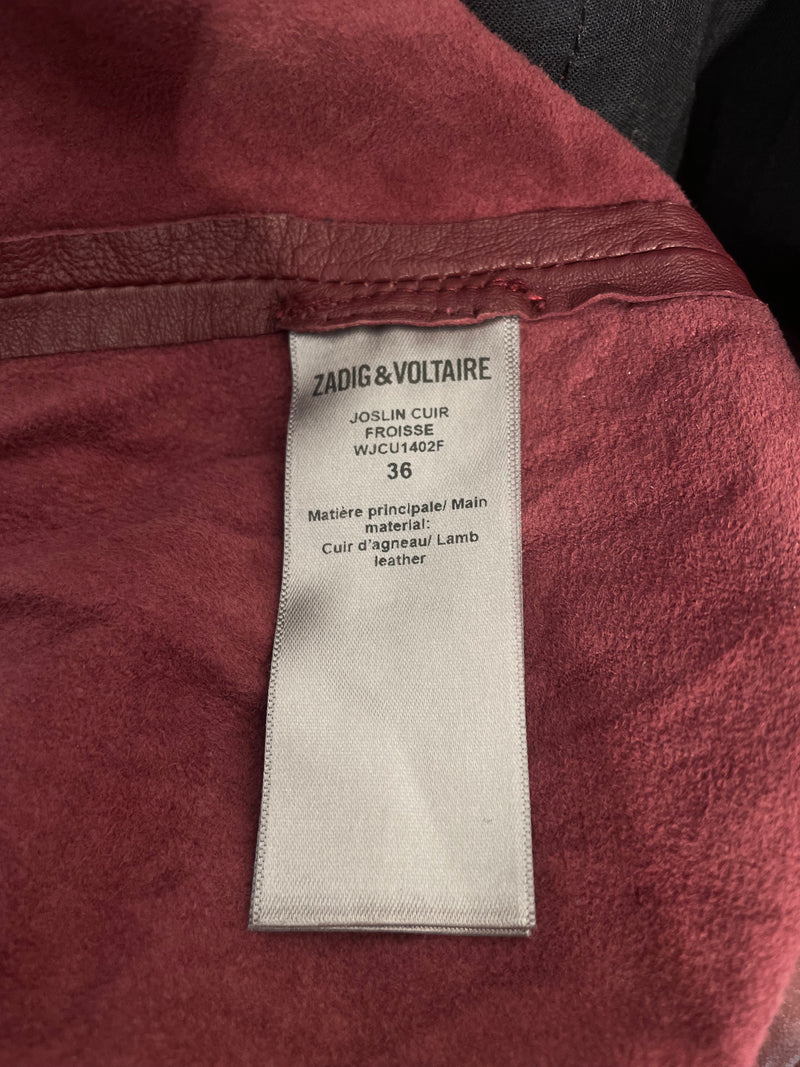 ZADIG & VOLTAIRE
JOSLIN CUIR
FROISSE
WJCU1402F
36
Matière principale/ Main
material:
Cuir d'agneau/ Lamb
leather